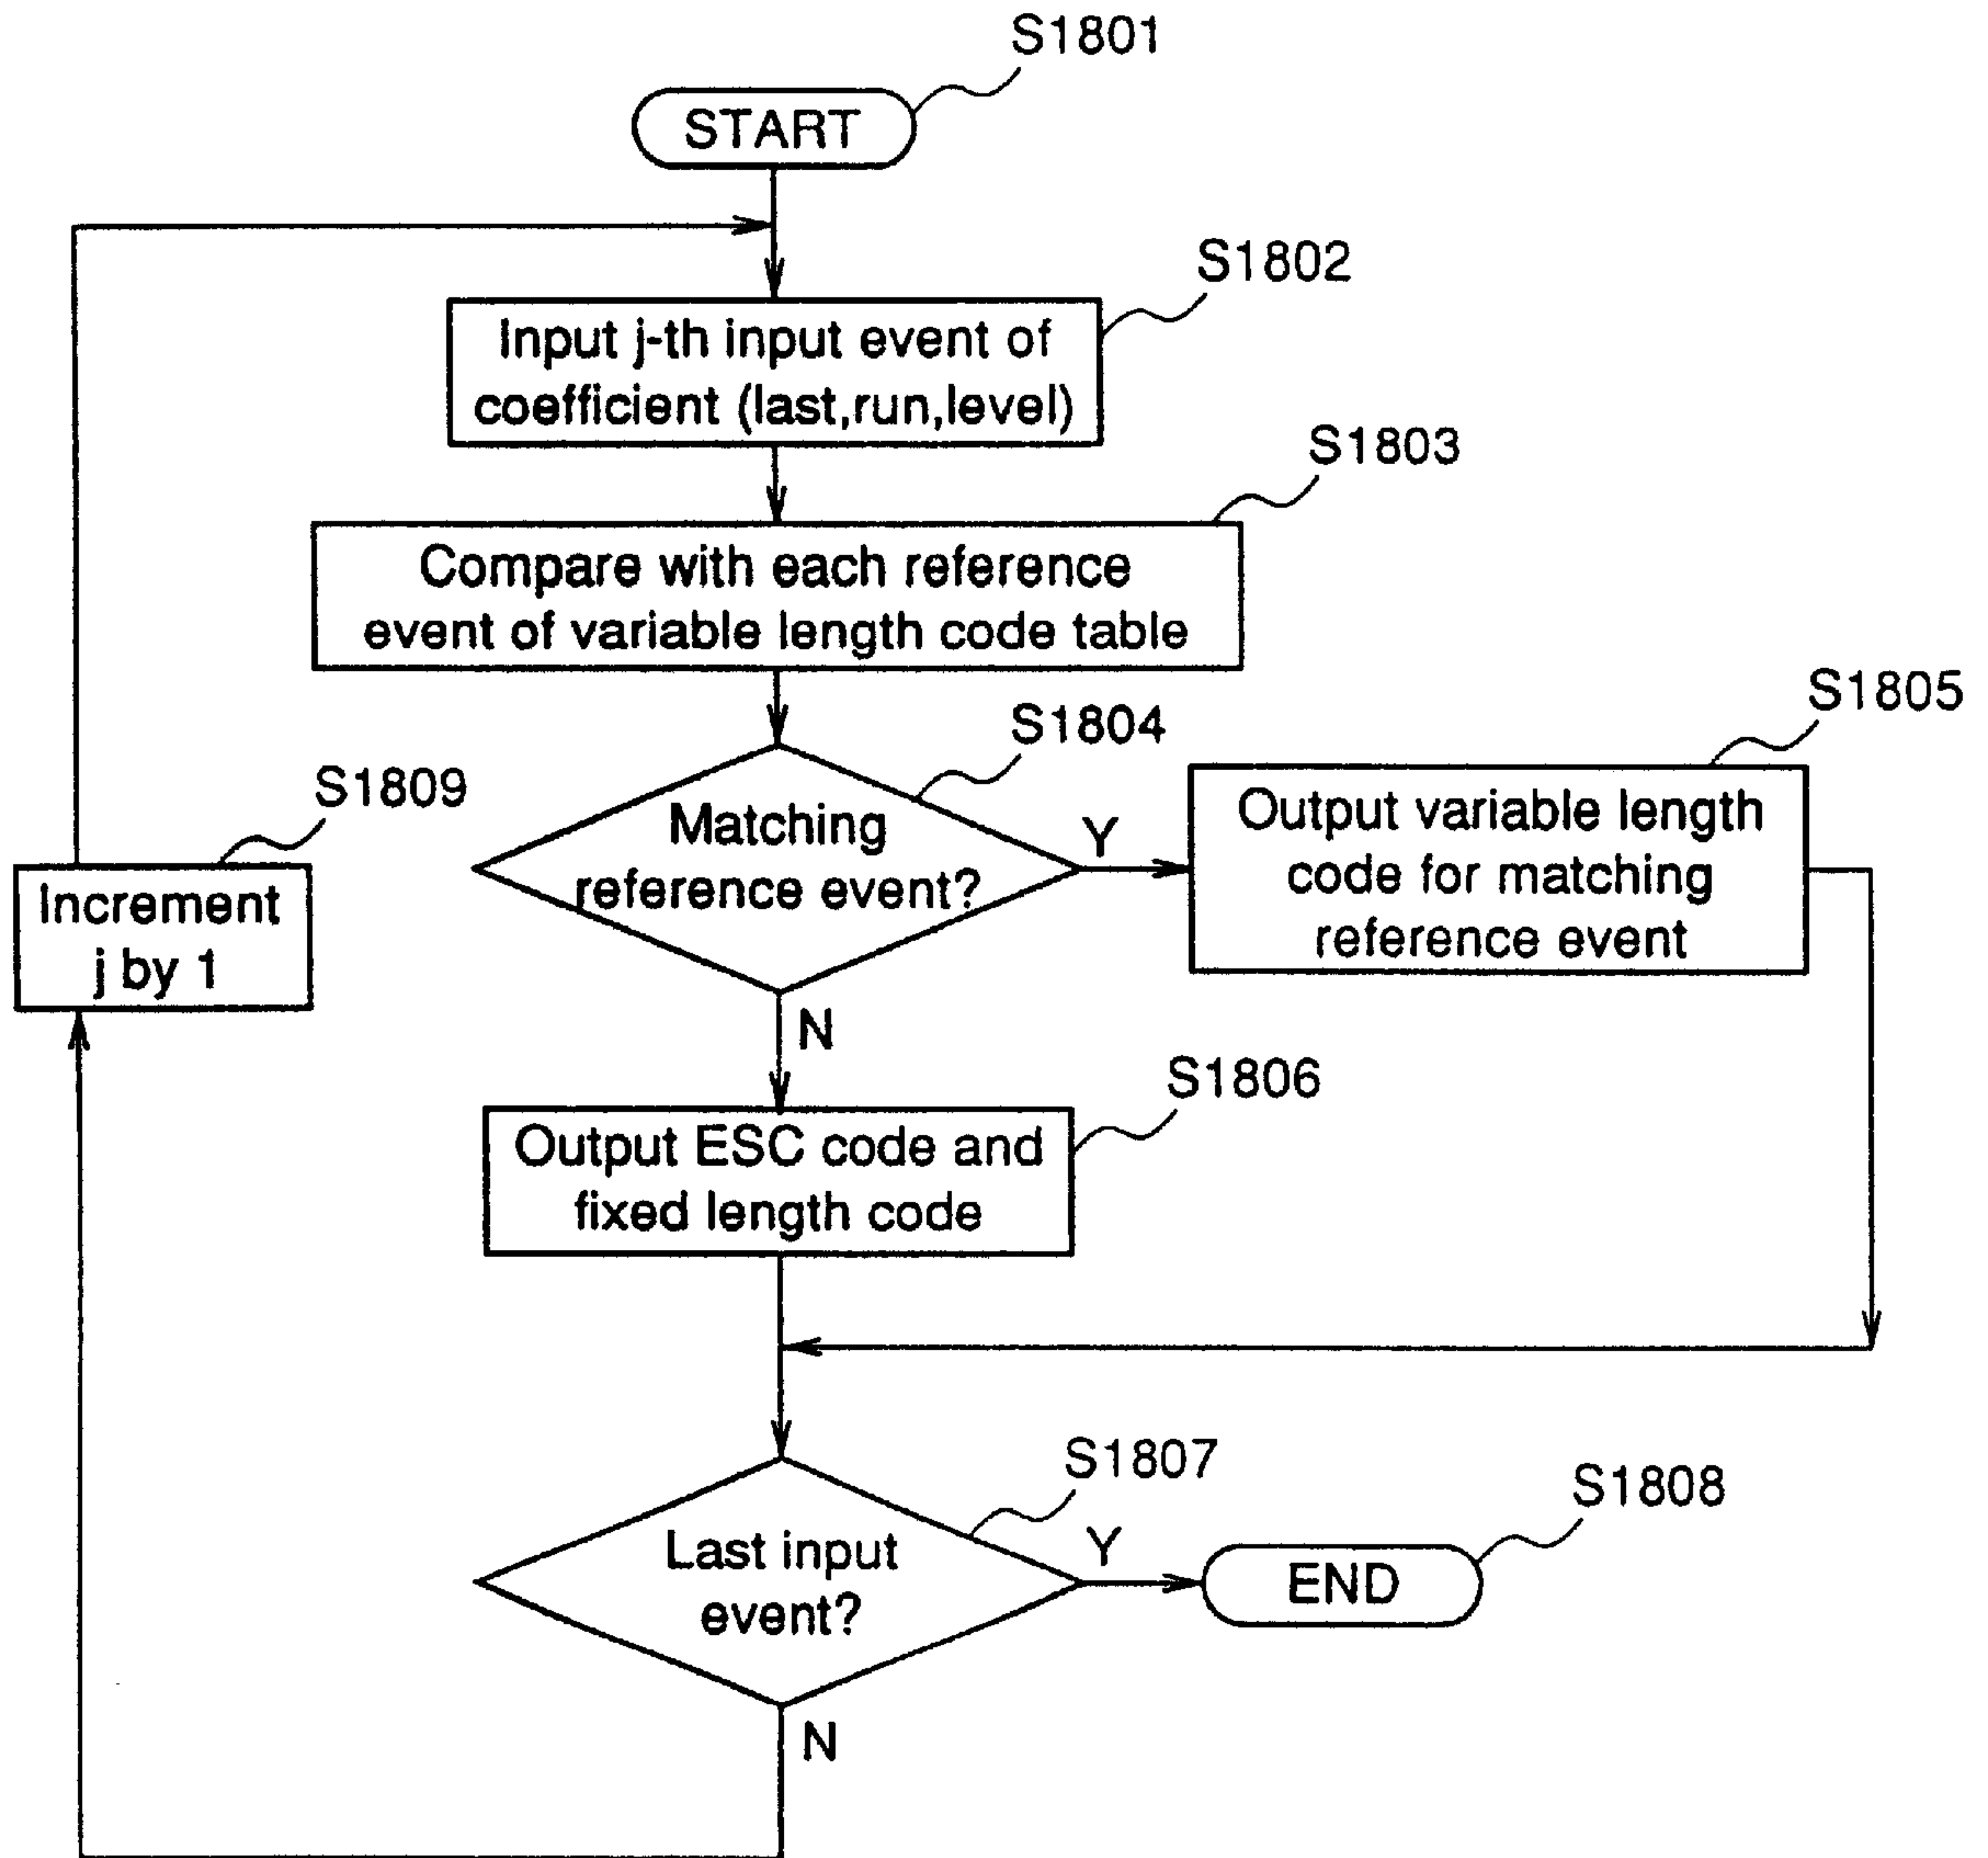 S1801
START
S1802
Input j-th input event of
coefficient (last,run,level)
S1803
Compare with each reference
event of variable length code table
S1804
Matching
reference event?
Y
S1805
Output variable length
code for matching
reference event
S1809
Increment
j by 1
N
S1806
Output ESC code and
fixed length code
S1807
Last input
event?
Y
S1808
END
N